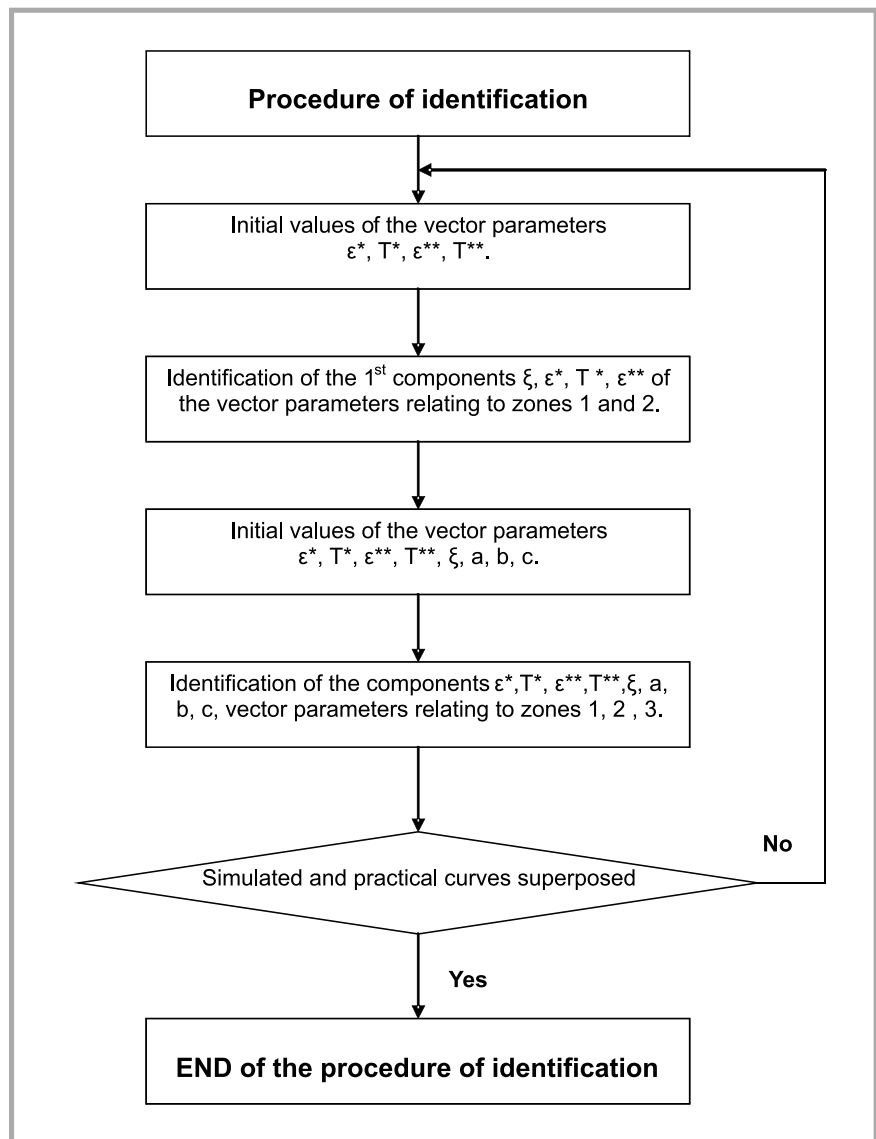 Procedure of identification
Initial values of the vector parameters
ε*, T*, ε**, T**.
Identification of the 1st components ξ, ε*, T *, ε** of
the vector parameters relating to zones 1 and 2.
Initial values of the vector parameters
ε*, T*, ε**, T**, ξ, a, b, c.
Identification of the components ε*,T*, ε**,T**,ξ, a,
b, c, vector parameters relating to zones 1, 2 , 3.
No
Simulated and practical curves superposed
Yes
END of the procedure of identification